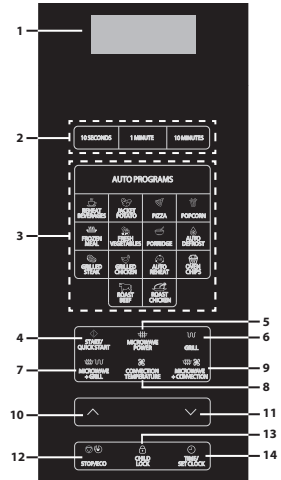 1
2
10 SECONDS 1 MINUTE 10 MINUTES
3
AUTO PROGRAMS
REHEAT BEVERAGES
JACKET POTATO
PIZZA
POPCORN
FROZEN MEAL
FRESH VEGETABLES
PORRIDGE
AUTO DEFROST
GRILLED STEAK
GRILLED CHICKEN
AUTO REHEAT
OVEN CHIPS
ROAST BEEF
ROAST CHICKEN
5
4
START/
QUICKSTART
MICROWAVE
POWER
GRILL
6
7
MICROWAVE
+ GRILL
CONVECTION
TEMPERATURE
MICROWAVE
+ CONVECTION
9
8
10
11
13
12
STOP/ECO
CHILD
LOCK
TIME/
SET CLOCK
14